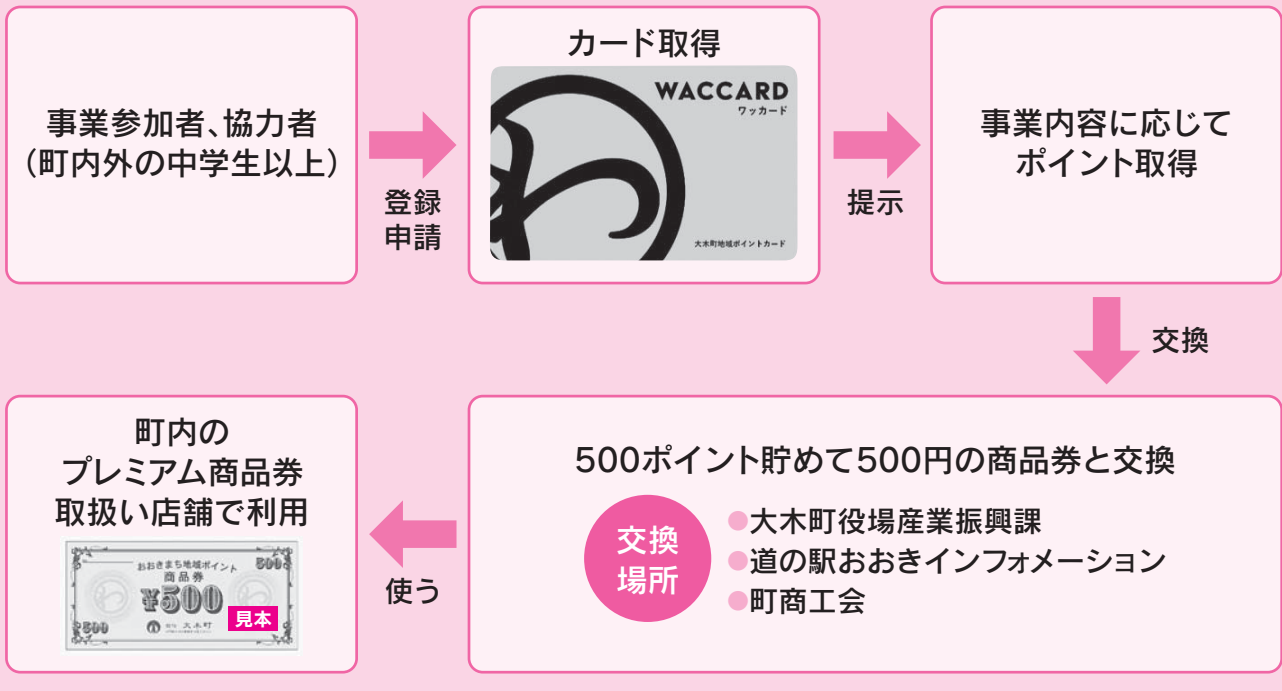 事業参加者、協力者
（町内外の中学生以上）
登録
申請
カード取得
WACCARD
ワッカード
わ
大木町地域ポイントカード
提示
事業内容に応じて
ポイント取得
交換
500ポイント貯めて500円の商品券と交換
交換
場所
●大木町役場産業振興課
●道の駅おおきインフォメーション
●町商工会
使う
町内の
プレミアム商品券
取扱い店舗で利用
おおきまち地域ポイント
商品券
500
¥500
500
大木町
見本